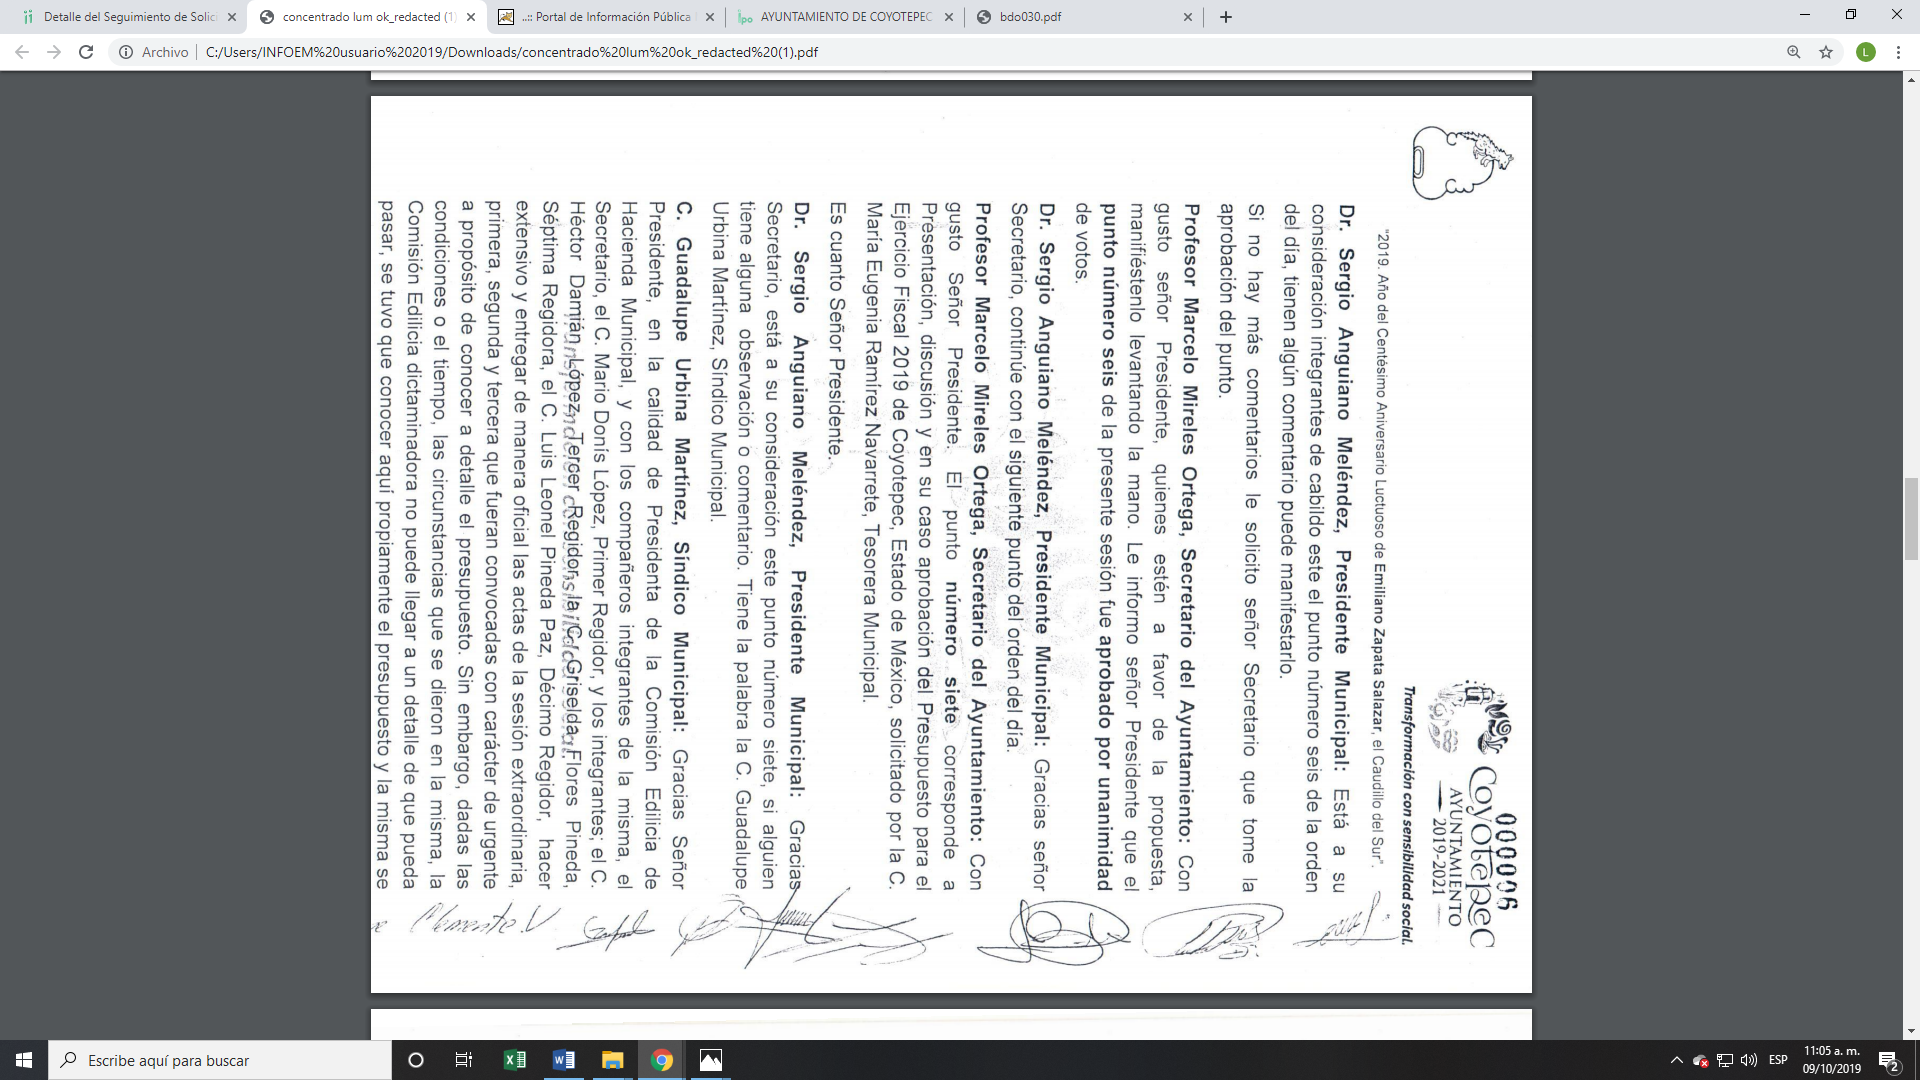 Detalle del Seguimiento de Solici
concentrado lum ok_redacted (1)
..:: Portal de Información Pública
ipo AYUNTAMIENTO DE COYOTEPEC
bdo030.pdf
Archivo
C:/Users/INFOEM%20usuario%202019/Downloads/concentrado%20lum%20ok_redacted%20(1).pdf
L
000096
Coyotepec
AYUNTAMIENTO
2019-2021
Transformación con sensibilidad social.
"2019. Año del Centésimo Aniversario Luctuoso de Emiliano Zapata Salazar, el Caudillo del Sur".
Dr. Sergio Anguiano Meléndez, Presidente Municipal: Está a su
consideración integrantes de cabildo este el punto número seis de la orden
del día, tienen algún comentario puede manifestarlo.
Si no hay más comentarios le solicito señor Secretario que tome la
aprobación del punto.
Profesor Marcelo Mireles Ortega, Secretario del Ayuntamiento: Con
gusto señor Presidente, quienes estén a favor de la propuesta,
manifiéstenlo levantando la mano. Le informo señor Presidente que el
punto número seis de la presente sesión fue aprobado por unanimidad
de votos.
Dr. Sergio Anguiano Meléndez, Presidente Municipal: Gracias señor
Secretario, continúe con el siguiente punto del orden del día.
Profesor Marcelo Mireles Ortega, Secretario del Ayuntamiento: Con
gusto Señor Presidente. El punto número siete corresponde a
Presentación, discusión y en su caso aprobación del Presupuesto para el
Ejercicio Fiscal 2019 de Coyotepec, Estado de México, solicitado por la C.
María Eugenia Ramírez Navarrete, Tesorera Municipal.
Es cuanto Señor Presidente.
Dr. Sergio Anguiano Meléndez, Presidente Municipal: Gracias
Secretario, está a su consideración este punto número siete, si alguien
tiene alguna observación o comentario. Tiene la palabra la C. Guadalupe
Urbina Martínez, Síndico Municipal.
C. Guadalupe Urbina Martínez, Síndico Municipal: Gracias Señor
Presidente, en la calidad de Presidenta de la Comisión Edilicia de
Hacienda Municipal, y con los compañeros integrantes de la misma, el
Secretario, el C. Mario Donis López, Primer Regidor, y los integrantes; el C.
Héctor Damián López, Tercer Regidor, la C. Griselda Flores Pineda,
Séptima Regidora, el C. Luis Leonel Pineda Paz, Décimo Regidor, hacer
extensivo y entregar de manera oficial las actas de la sesión extraordinaria,
primera, segunda y tercera que fueran convocadas con carácter de urgente
a propósito de conocer a detalle el presupuesto. Sin embargo, dadas las
condiciones o el tiempo, las circunstancias que se dieron en la misma, la
Comisión Edilicia dictaminadora no puede llegar a un detalle de que pueda
pasar, se tuvo que conocer aquí propiamente el presupuesto y la misma se
Clemente V
Escribe aquí para buscar
ESP
11:05 a. m.
09/10/2019
2